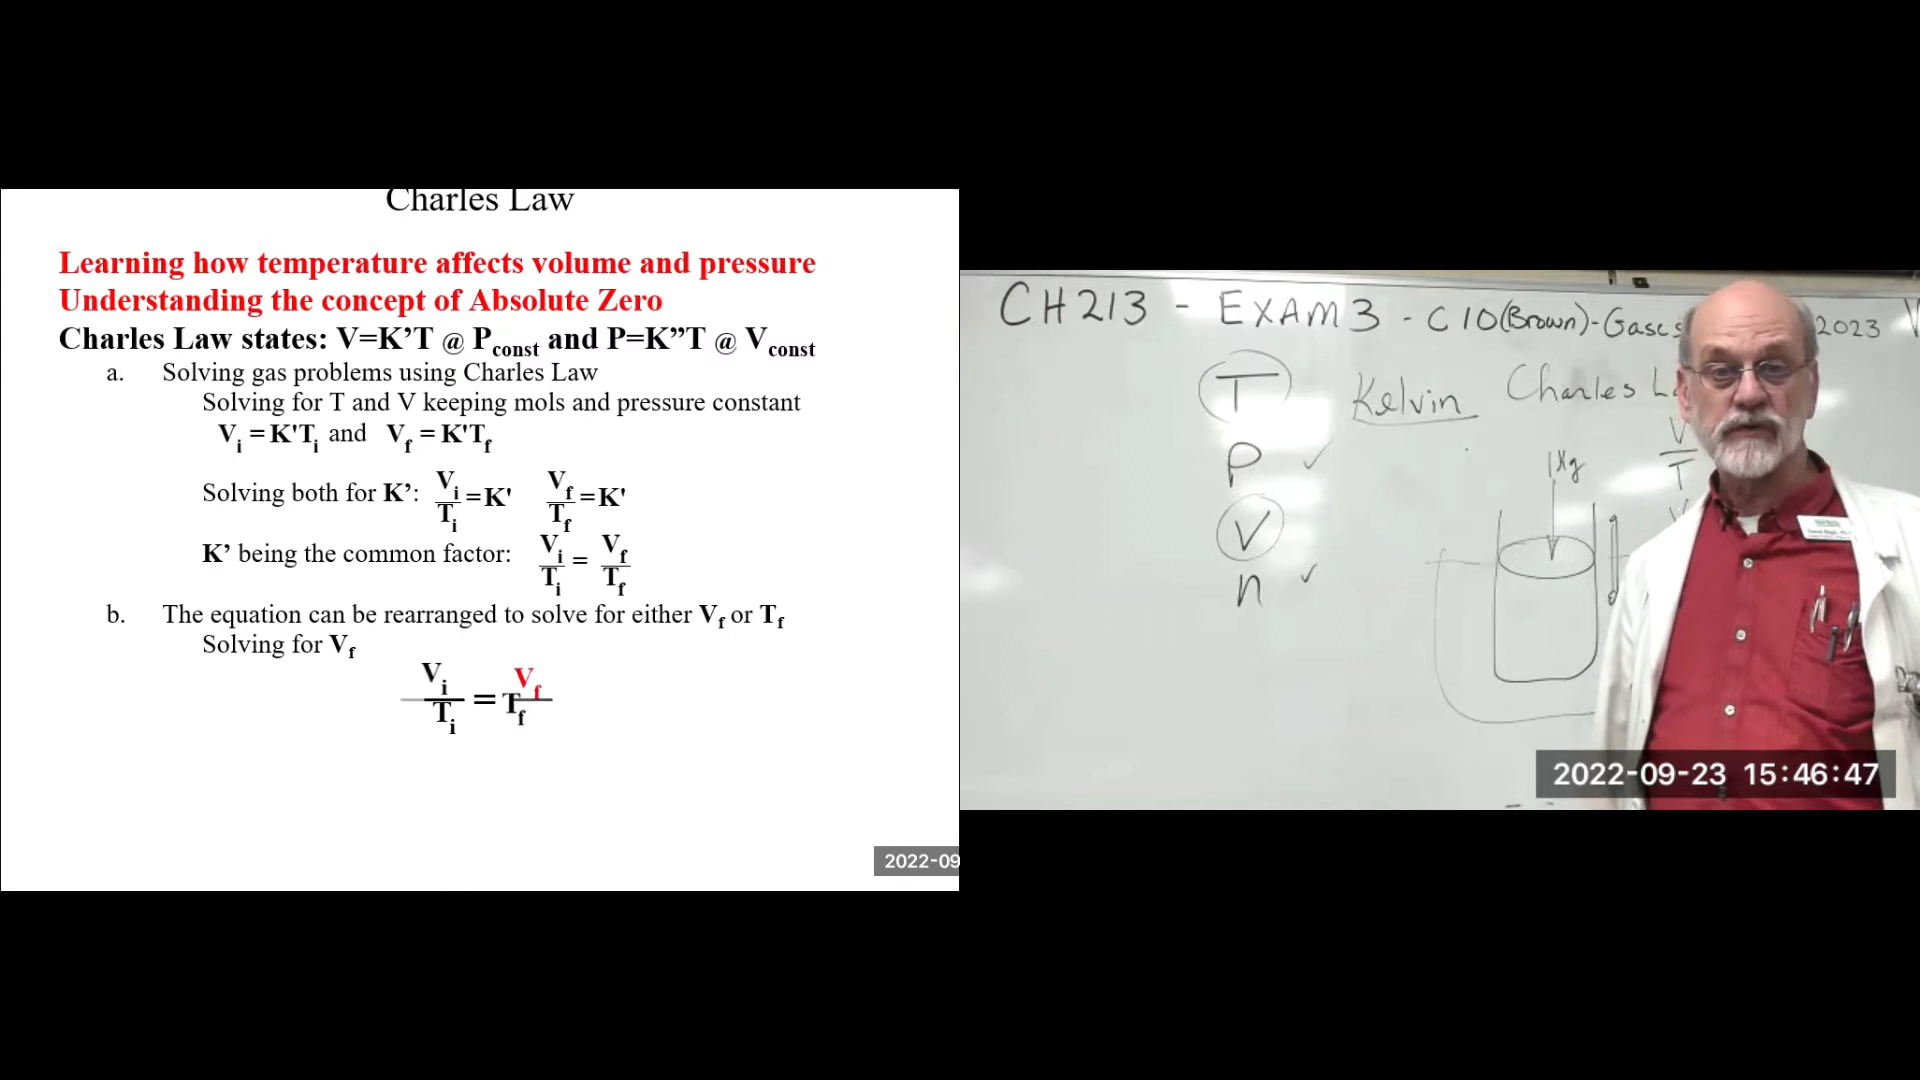 Charles Law
Learning how temperature affects volume and pressure
Understanding the concept of Absolute Zero
Charles Law states: V=K’T @ Pconst and P=K”T @ Vconst
a. Solving gas problems using Charles Law
Solving for T and V keeping mols and pressure constant
Vi = K'Ti and Vf = K'Tf
Solving both for K’: Vi/Ti = K' Vf/Tf = K'
K’ being the common factor: Vi/Ti = Vf/Tf
b. The equation can be rearranged to solve for either Vf or Tf
Solving for Vf
Vi/Ti = Vf/Tf
2022-09
CH213 - EXAM 3 - C10(Brown)-Gases 2023
T Kelvin Charles L
P ✓
V
n ✓
1Kg
V
T
V
2022-09-23 15:46:47